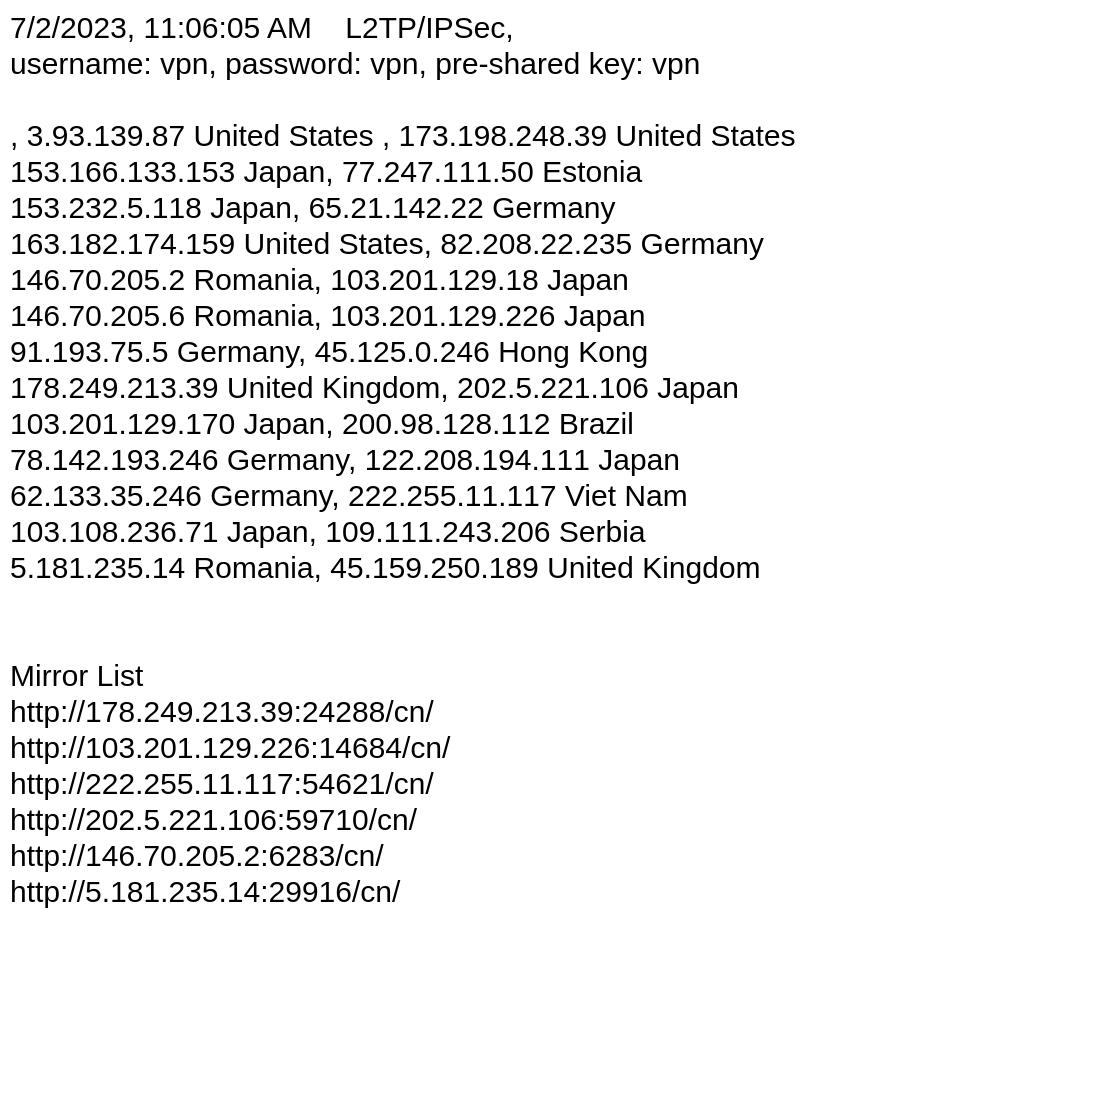 7/2/2023, 11:06:05 AM    L2TP/IPSec,
username: vpn, password: vpn, pre-shared key: vpn
, 3.93.139.87 United States , 173.198.248.39 United States
153.166.133.153 Japan, 77.247.111.50 Estonia
153.232.5.118 Japan, 65.21.142.22 Germany
163.182.174.159 United States, 82.208.22.235 Germany
146.70.205.2 Romania, 103.201.129.18 Japan
146.70.205.6 Romania, 103.201.129.226 Japan
91.193.75.5 Germany, 45.125.0.246 Hong Kong
178.249.213.39 United Kingdom, 202.5.221.106 Japan
103.201.129.170 Japan, 200.98.128.112 Brazil
78.142.193.246 Germany, 122.208.194.111 Japan
62.133.35.246 Germany, 222.255.11.117 Viet Nam
103.108.236.71 Japan, 109.111.243.206 Serbia
5.181.235.14 Romania, 45.159.250.189 United Kingdom
Mirror List
http://178.249.213.39:24288/cn/
http://103.201.129.226:14684/cn/
http://222.255.11.117:54621/cn/
http://202.5.221.106:59710/cn/
http://146.70.205.2:6283/cn/
http://5.181.235.14:29916/cn/